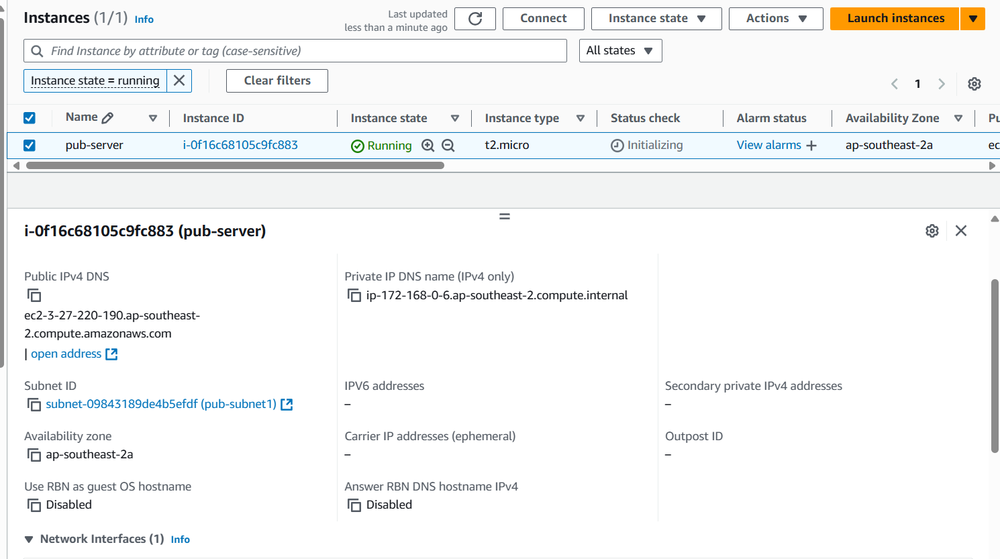 Instances (1/1) Info
Last updated
less than a minute ago
Connect
Instance state
Actions
Launch instances
Find Instance by attribute or tag (case-sensitive)
All states
Instance state = running
Clear filters
1
Name
Instance ID
Instance state
Instance type
Status check
Alarm status
Availability Zone
Pu
pub-server
i-0f16c68105c9fc883
Running
t2.micro
Initializing
View alarms +
ap-southeast-2a
ec
i-0f16c68105c9fc883 (pub-server)
Public IPv4 DNS
ec2-3-27-220-190.ap-southeast-
2.compute.amazonaws.com
| open address
Private IP DNS name (IPv4 only)
ip-172-168-0-6.ap-southeast-2.compute.internal
Subnet ID
subnet-09843189de4b5efdf (pub-subnet1)
IPV6 addresses
–
Secondary private IPv4 addresses
–
Availability zone
ap-southeast-2a
Carrier IP addresses (ephemeral)
–
Outpost ID
–
Use RBN as guest OS hostname
Disabled
Answer RBN DNS hostname IPv4
Disabled
Network Interfaces (1) Info